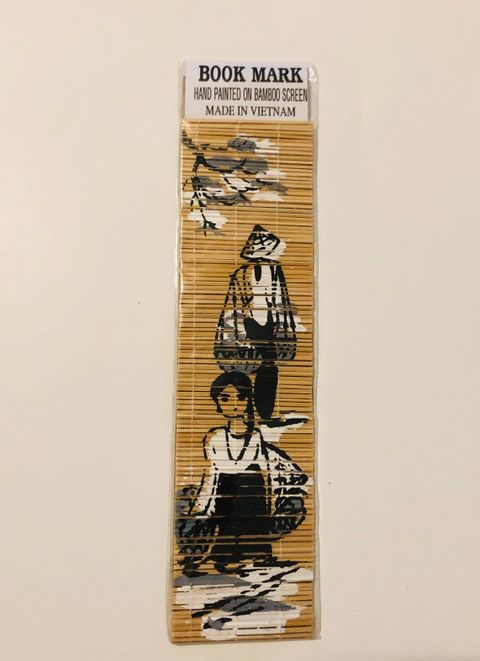 BOOK MARK
HAND PAINTED ON BAMBOO SCREEN
MADE IN VIETNAM